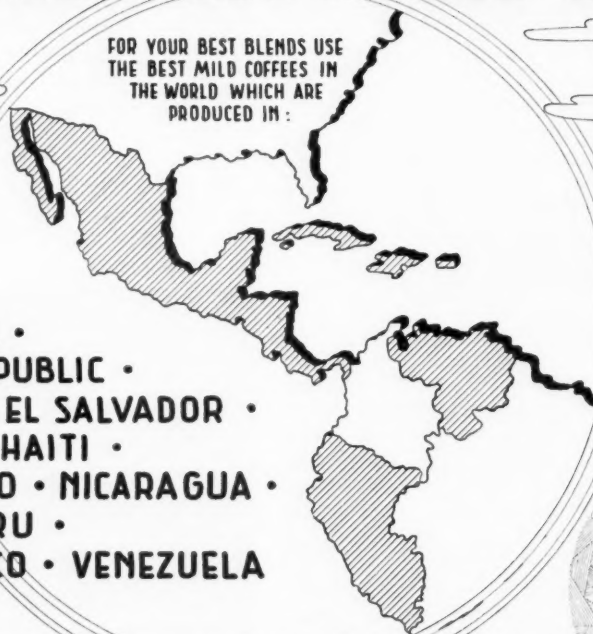 FOR YOUR BEST BLENDS USE
THE BEST MILD COFFEES IN
THE WORLD WHICH ARE
PRODUCED IN :
•
PUBLIC •
EL SALVADOR •
HAITI •
O • NICARAGUA •
RU •
CO • VENEZUELA